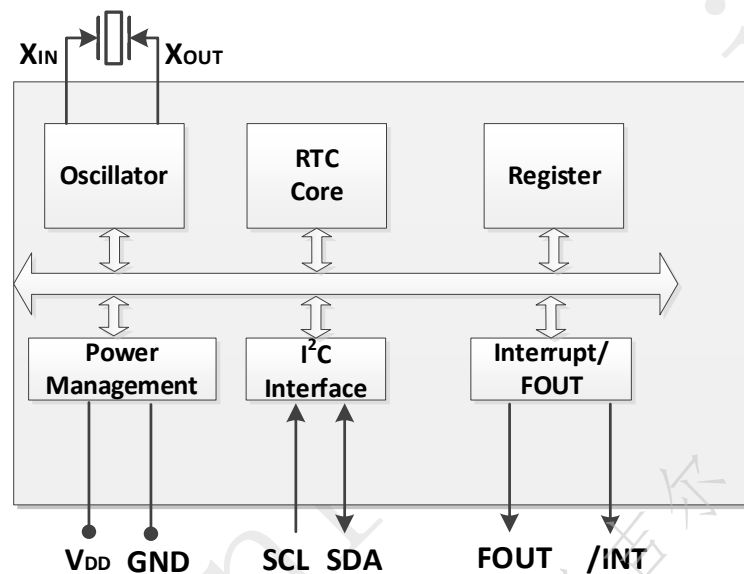 XIN XOUT
Oscillator
RTC
Core
Register
Power
Management
I²C
Interface
Interrupt/
FOUT
VDD GND SCL SDA FOUT /INT